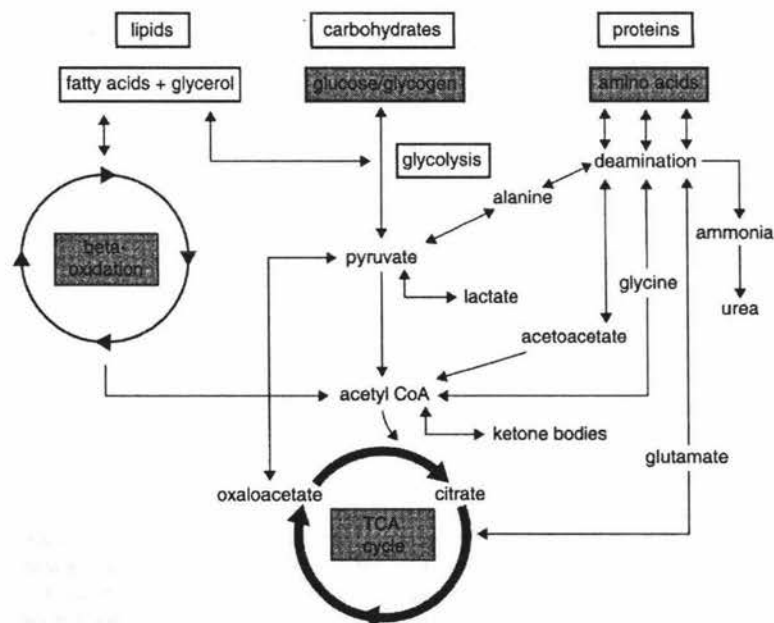 lipids
carbohydrates
proteins
fatty acids + glycerol
glucose/glycogen
amino acids
glycolysis
deamination
alanine
ammonia
beta-
oxidation
pyruvate
lactate
glycine
urea
acetoacetate
acetyl CoA
ketone bodies
glutamate
oxaloacetate
citrate
TCA
cycle